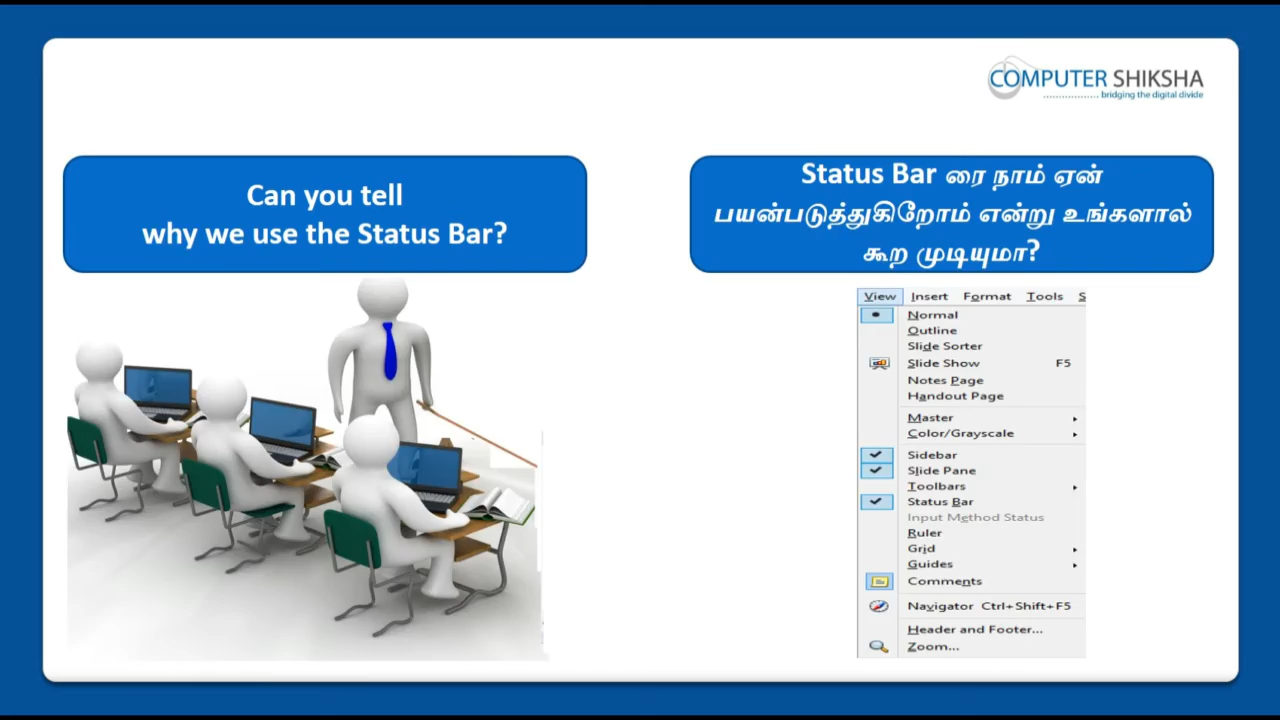 COMPUTER SHIKSHA
bridging the digital divide
Can you tell
why we use the Status Bar?
Status Bar ரை நாம் ஏன்
பயன்படுத்துகிறோம் என்று உங்களால்
கூற முடியுமா?
View Insert Format Tools S
Normal
Outline
Slide Sorter
Slide Show F5
Notes Page
Handout Page
Master
Color/Grayscale
Sidebar
Slide Pane
Toolbars
Status Bar
Input Method Status
Ruler
Grid
Guides
Comments
Navigator Ctrl+Shift+F5
Header and Footer...
Zoom...